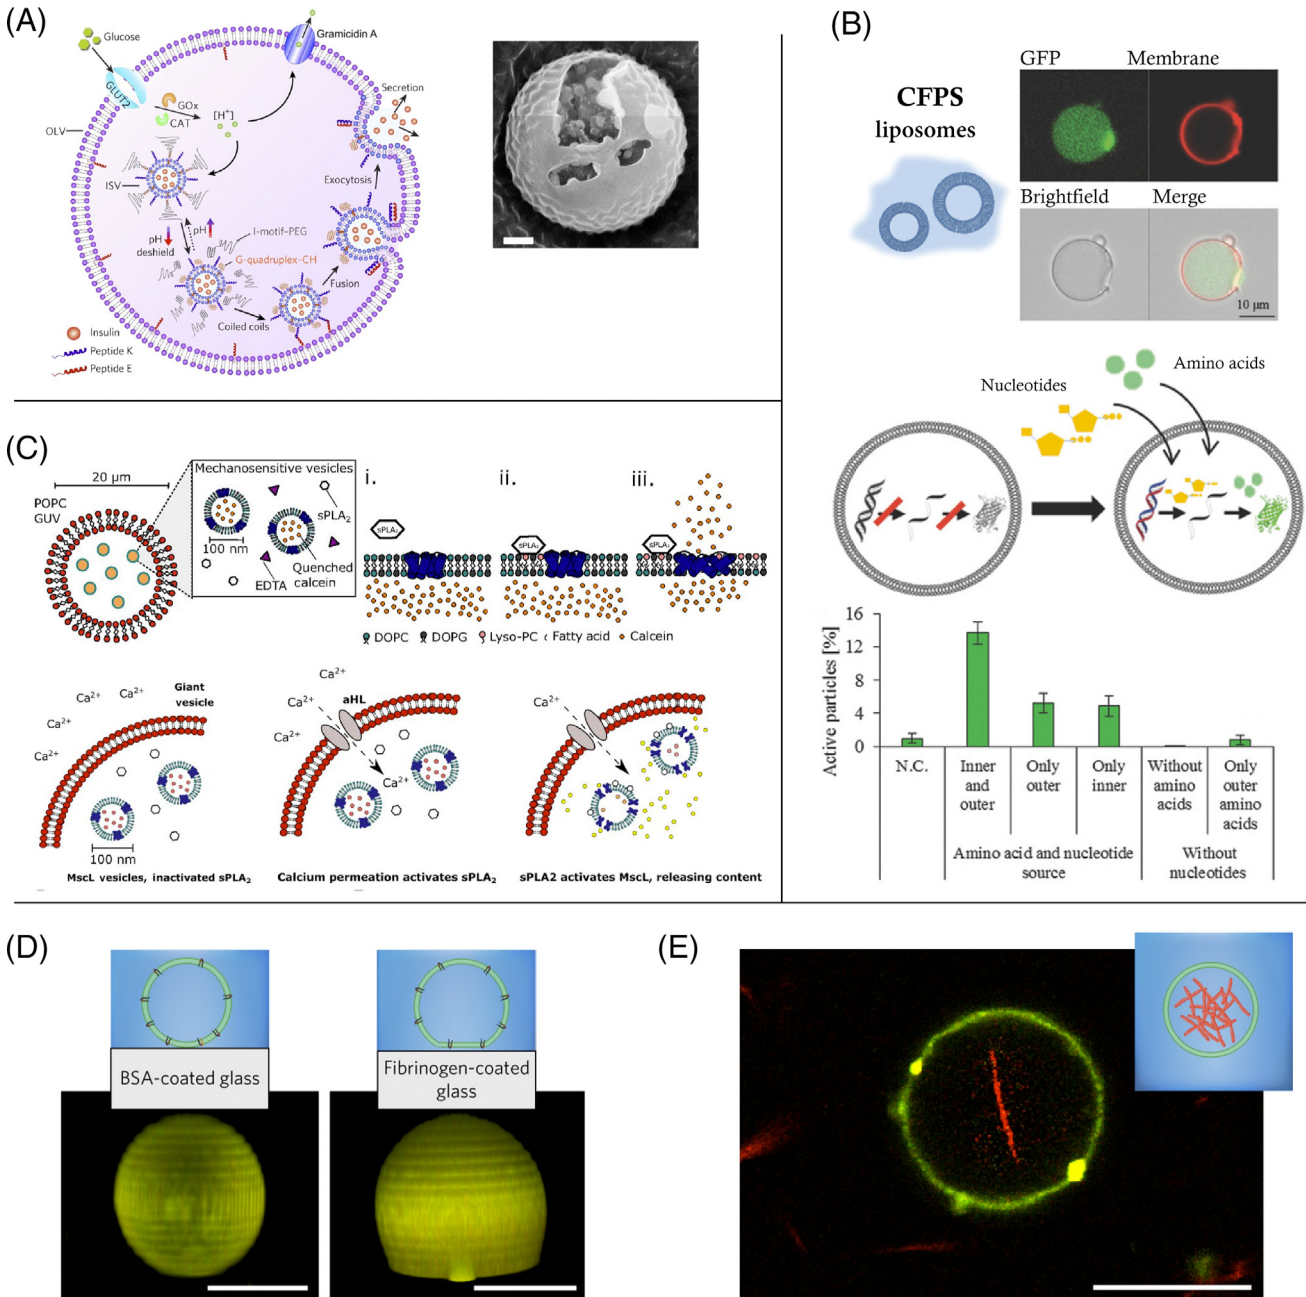 (A)
Glucose
GLUT2
GOx
CAT
[H⁺]
Gramicidin A
Secretion
OLV
ISV
Exocytosis
pH
deshield
pH
I-motif-PEG
G-quadruplex-CH
Fusion
Coiled coils
Insulin
Peptide K
Peptide E
(B)
CFPS
liposomes
GFP
Membrane
Brightfield
Merge
10 μm
Nucleotides
Amino acids
Active particles [%]
16
12
8
4
0
N.C.
Inner and outer
Only outer
Only inner
Without amino acids
Only outer amino acids
Amino acid and nucleotide source
Without nucleotides
(C)
20 μm
POPC
GUV
Mechanosensitive vesicles
sPLA₂
100 nm
Quenched
calcein
EDTA
i.
ii.
iii.
sPLA₂
sPLA₂
sPLA₂
DOPC DOPG Lyso-PC Fatty acid Calcein
Ca²⁺
Ca²⁺
Ca²⁺
Ca²⁺
Ca²⁺
Giant
vesicle
100 nm
MscL vesicles, inactivated sPLA₂
Ca²⁺
Ca²⁺
aHL
Ca²⁺
Calcium permeation activates sPLA₂
Ca²⁺
sPLA2 activates MscL, releasing content
(D)
BSA-coated glass
Fibrinogen-coated
glass
(E)